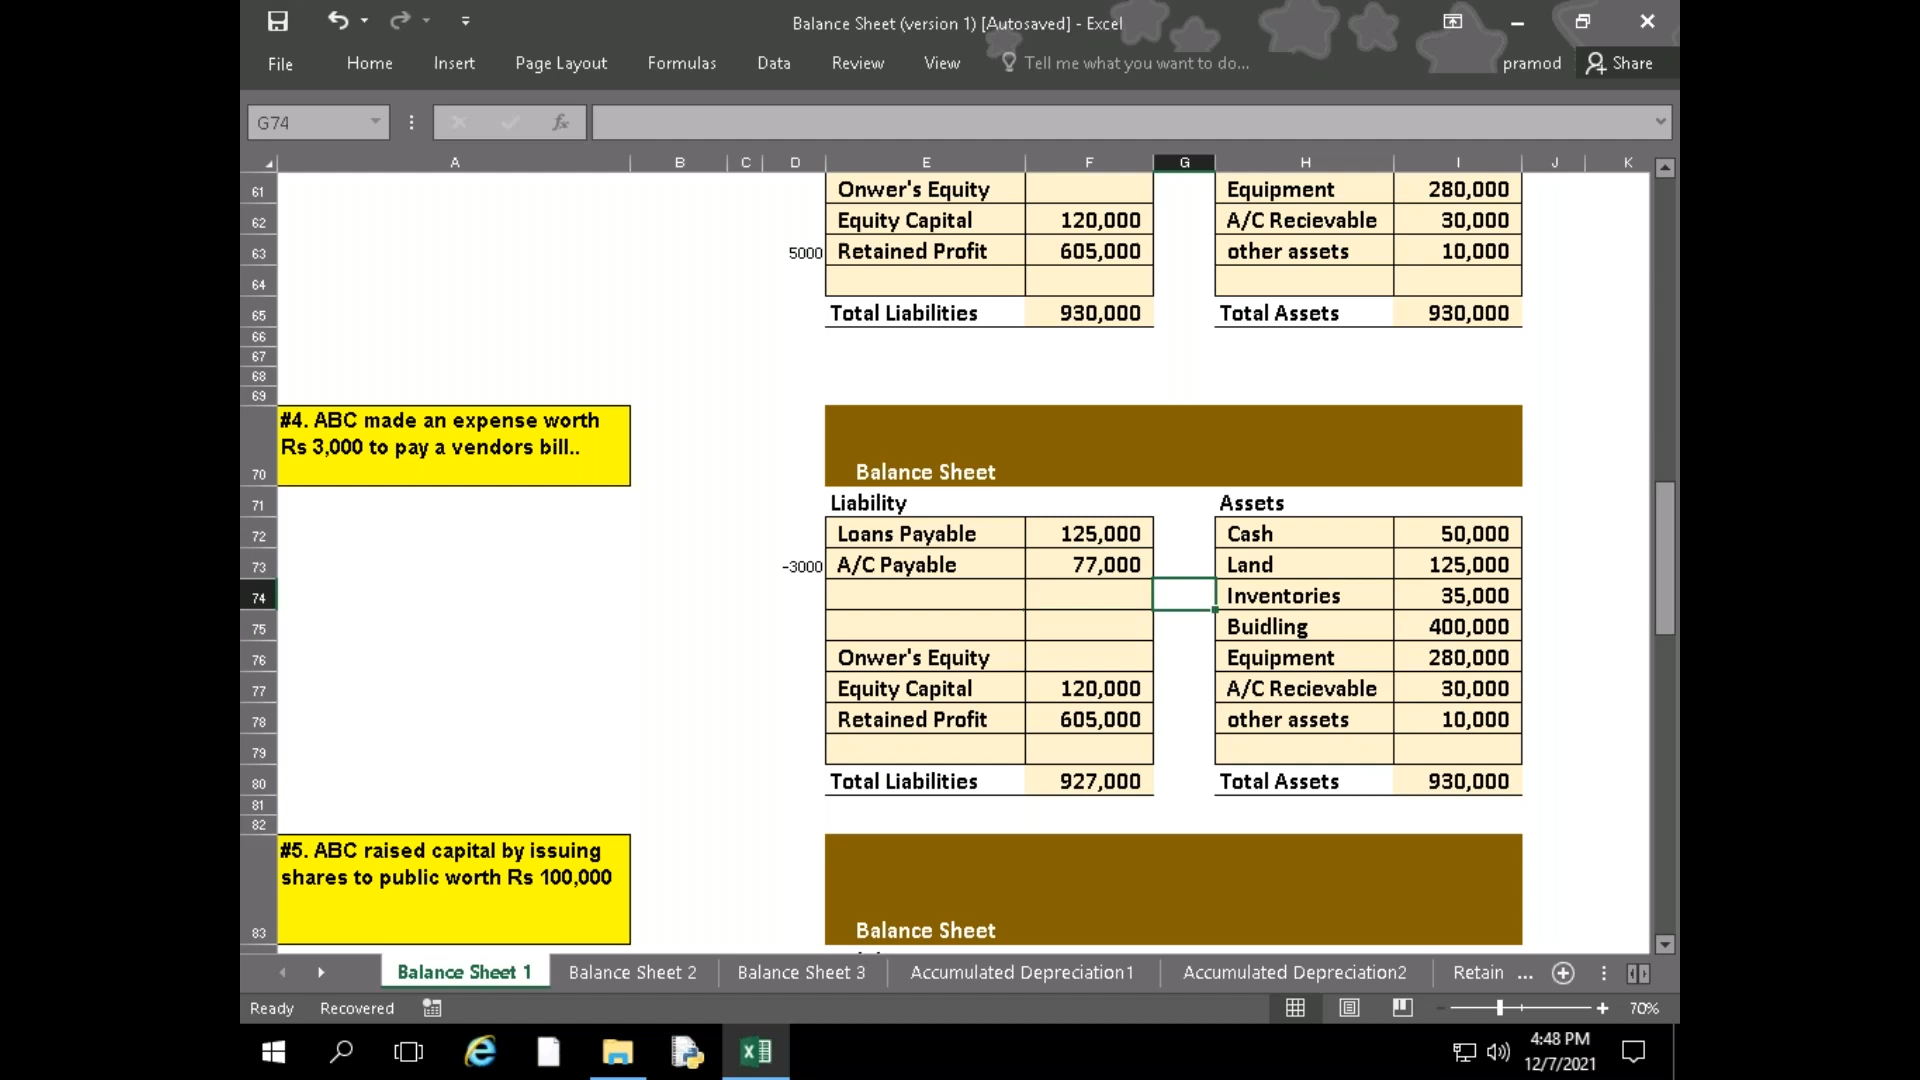 Balance Sheet (version 1) [Autosaved] - Excel
File Home Insert Page Layout Formulas Data Review View Tell me what you want to do... pramod Share
G74 fx
A B C D E F G H I J K
61 Onwer's Equity Equipment 280,000
62 Equity Capital 120,000 A/C Recievable 30,000
63 5000 Retained Profit 605,000 other assets 10,000
64
65 Total Liabilities 930,000 Total Assets 930,000
66
67
68
69
#4. ABC made an expense worth
Rs 3,000 to pay a vendors bill..
70 Balance Sheet
71 Liability Assets
72 Loans Payable 125,000 Cash 50,000
73 -3000 A/C Payable 77,000 Land 125,000
74 Inventories 35,000
75 Buidling 400,000
76 Onwer's Equity Equipment 280,000
77 Equity Capital 120,000 A/C Recievable 30,000
78 Retained Profit 605,000 other assets 10,000
79
80 Total Liabilities 927,000 Total Assets 930,000
81
82
#5. ABC raised capital by issuing
shares to public worth Rs 100,000
83 Balance Sheet
Balance Sheet 1 Balance Sheet 2 Balance Sheet 3 Accumulated Depreciation1 Accumulated Depreciation2 Retain ...
Ready Recovered 70%
4:48 PM
12/7/2021